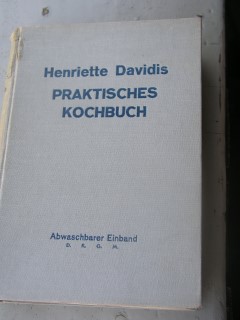 Henriette Davidis
PRAKTISCHES
KOCHBUCH
Abwaschbarer Einband
D. R. G. M.